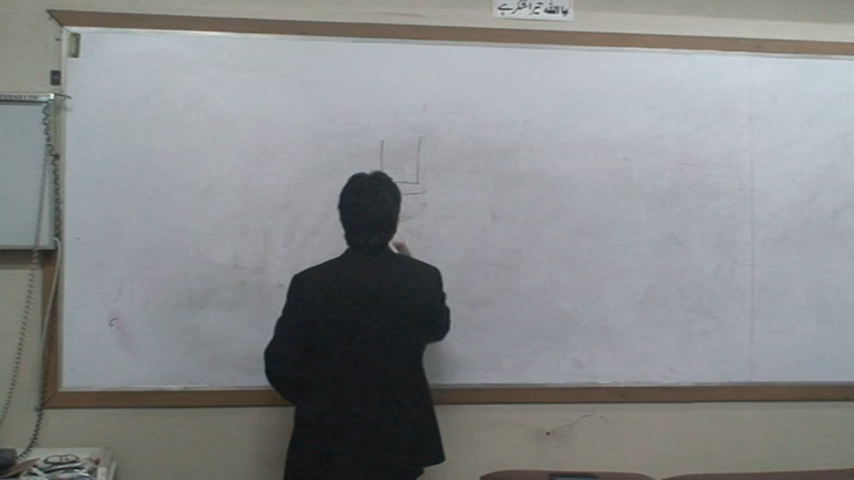 یا اللہ تیرا شکر ہے